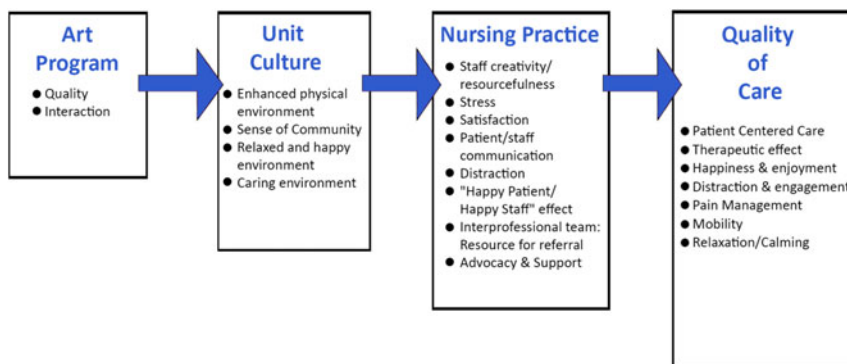 Art
Program
● Quality
● Interaction
Unit
Culture
● Enhanced physical
environment
● Sense of Community
● Relaxed and happy
environment
● Caring environment
Nursing Practice
● Staff creativity/
resourcefulness
● Stress
● Satisfaction
● Patient/staff
communication
● Distraction
● "Happy Patient/
Happy Staff" effect
● Interprofessional team:
Resource for referral
● Advocacy & Support
Quality
of
Care
● Patient Centered Care
● Therapeutic effect
● Happiness & enjoyment
● Distraction & engagement
● Pain Management
● Mobility
● Relaxation/Calming